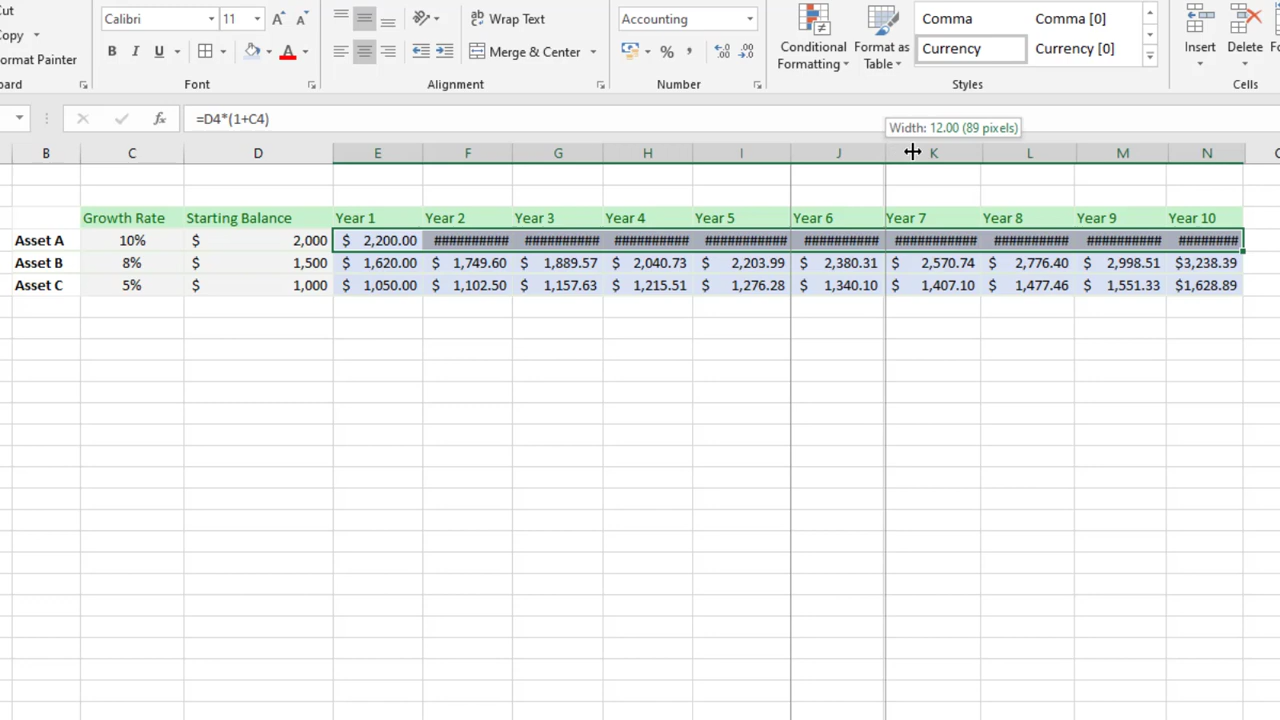 Cut
Copy
Format Painter
board
Calibri
11
A A
B I U A
Font
ab Wrap Text
Merge & Center
Alignment
Accounting
% ,
Number
Conditional Formatting
Format as Table
Comma Comma [0]
Currency Currency [0]
Styles
Insert Delete Fo
Cells
fx =D4*(1+C4)
Width: 12.00 (89 pixels)
B C D E F G H I J K L M N
Growth Rate Starting Balance Year 1 Year 2 Year 3 Year 4 Year 5 Year 6 Year 7 Year 8 Year 9 Year 10
Asset A 10% $ 2,000 $ 2,200.00 ########## ########## ########## ########### ########## ########### ########## ########## ########
Asset B 8% $ 1,500 $ 1,620.00 $ 1,749.60 $ 1,889.57 $ 2,040.73 $ 2,203.99 $ 2,380.31 $ 2,570.74 $ 2,776.40 $ 2,998.51 $3,238.39
Asset C 5% $ 1,000 $ 1,050.00 $ 1,102.50 $ 1,157.63 $ 1,215.51 $ 1,276.28 $ 1,340.10 $ 1,407.10 $ 1,477.46 $ 1,551.33 $1,628.89